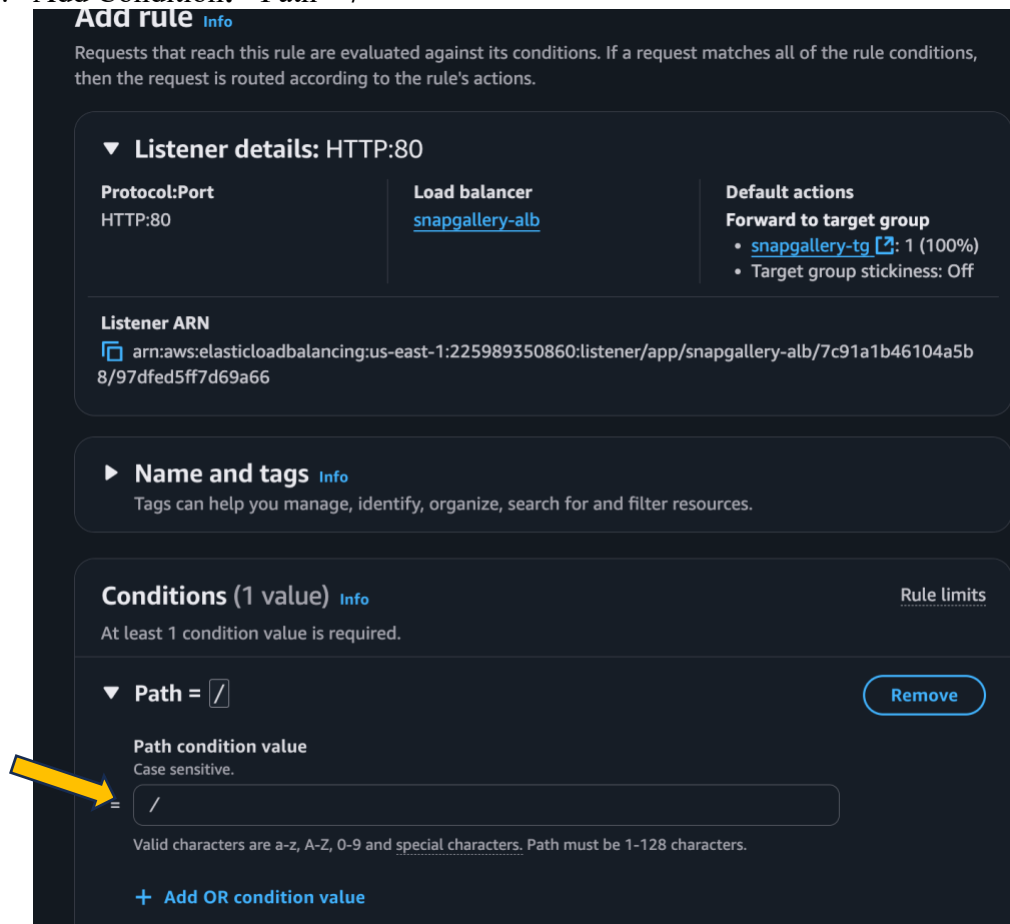 Add Condition: Path = /
Add rule Info
Requests that reach this rule are evaluated against its conditions. If a request matches all of the rule conditions,
then the request is routed according to the rule's actions.
▼ Listener details: HTTP:80
Protocol:Port
HTTP:80
Load balancer
snapgallery-alb
Default actions
Forward to target group
• snapgallery-tg : 1 (100%)
• Target group stickiness: Off
Listener ARN
arn:aws:elasticloadbalancing:us-east-1:225989350860:listener/app/snapgallery-alb/7c91a1b46104a5b
8/97dfed5ff7d69a66
▶ Name and tags Info
Tags can help you manage, identify, organize, search for and filter resources.
Conditions (1 value) Info
Rule limits
At least 1 condition value is required.
▼ Path = /
Remove
Path condition value
Case sensitive.
= /
Valid characters are a-z, A-Z, 0-9 and special characters. Path must be 1-128 characters.
+ Add OR condition value